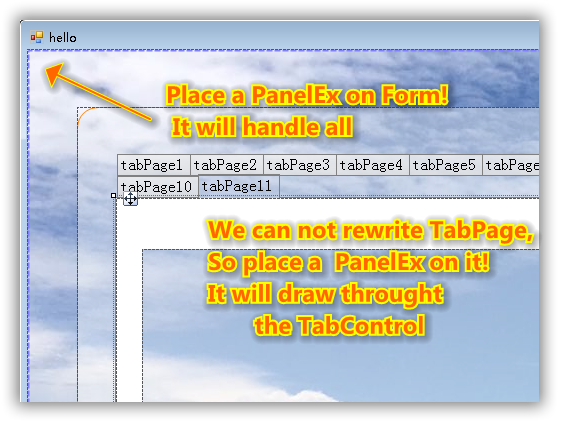 hello
Place a PanelEx on Form!
It will handle all
tabPage1 tabPage2 tabPage3 tabPage4 tabPage5 tabPage
tabPage10 tabPage11
We can not rewrite TabPage,
So place a PanelEx on it!
It will draw throught
the TabControl